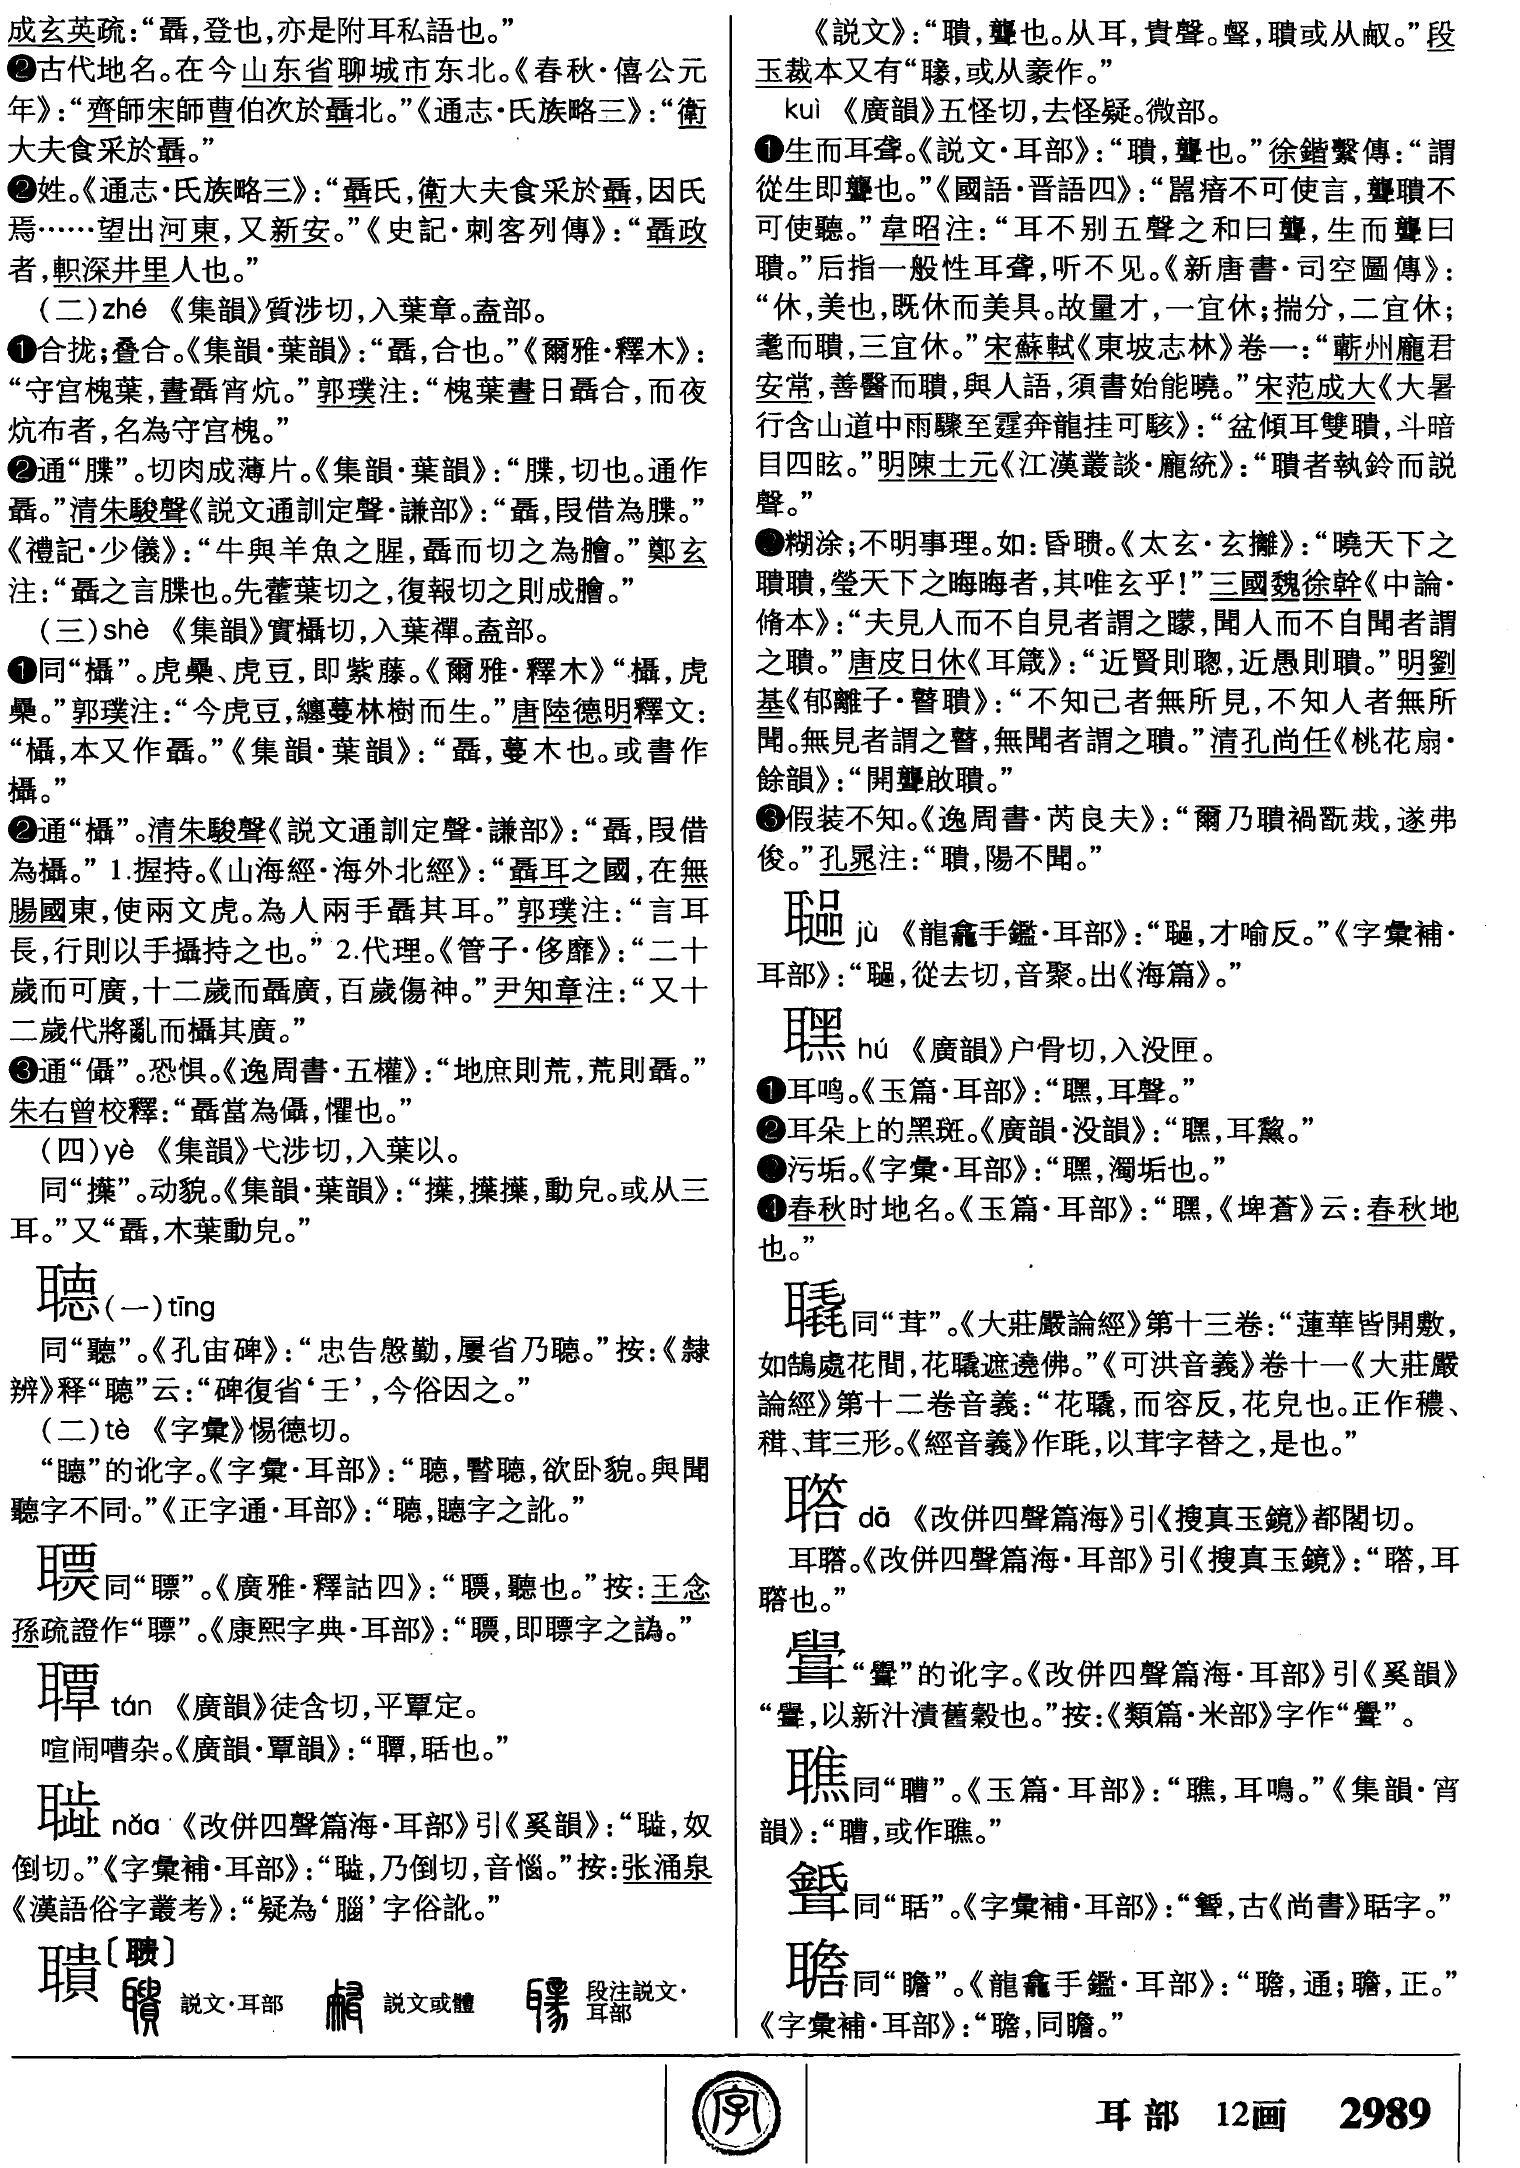 成玄英疏：“聶，登也，亦是附耳私語也。”
❷古代地名。在今山东省聊城市东北。《春秋·僖公元
年》：“齊師宋師曹伯次於聶北。”《通志·氏族略三》：“衛
大夫食采於聶。”
❷姓。《通志·氏族略三》：“聶氏，衛大夫食采於聶，因氏
焉……望出河東，又新安。”《史記·刺客列傳》：“聶政
者，軹深井里人也。”
（二）zhé 《集韻》質涉切，入葉章。盍部。
❶合拢；叠合。《集韻·葉韻》：“聶，合也。”《爾雅·釋木》：
“守宫槐葉，晝聶宵炕。”郭璞注：“槐葉晝日聶合，而夜
炕布者，名為守宫槐。”
❷通“牒”。切肉成薄片。《集韻·葉韻》：“牒，切也。通作
聶。”清朱駿聲《説文通訓定聲·謙部》：“聶，叚借為牒。”
《禮記·少儀》：“牛與羊魚之腥，聶而切之為膾。”鄭玄
注：“聶之言牒也。先藿葉切之，復報切之則成膾。”
（三）shè 《集韻》實攝切，入葉禪。盍部。
❶同“欇”。虎櫐、虎豆，即紫藤。《爾雅·釋木》“欇，虎
櫐。”郭璞注：“今虎豆，纏蔓林樹而生。”唐陸德明釋文：
“欇，本又作聶。”《集韻·葉韻》：“聶，蔓木也。或書作
欇。”
❷通“攝”。清朱駿聲《説文通訓定聲·謙部》：“聶，叚借
為攝。” 1.握持。《山海經·海外北經》：“聶耳之國，在無
腸國東，使兩文虎。為人兩手聶其耳。”郭璞注：“言耳
長，行則以手攝持之也。” 2.代理。《管子·侈靡》：“二十
歲而可廣，十二歲而聶廣，百歲傷神。”尹知章注：“又十
二歲代將亂而攝其廣。”
❸通“懾”。恐惧。《逸周書·五權》：“地庶則荒，荒則聶。”
朱右曾校釋：“聶當為懾，懼也。”
（四）yè 《集韻》弋涉切，入葉以。
同“擛”。动貌。《集韻·葉韻》：“擛，擛擛，動皃。或从三
耳。”又“聶，木葉動皃。”
聴（一）tīng
同“聽”。《孔宙碑》：“忠告慇勤，屢省乃聴。”按：《隸
辨》释“聴”云：“碑復省‘壬’，今俗因之。”
（二）tè 《字彙》惕德切。
“䏂”的讹字。《字彙·耳部》：“聴，瞖聴，欲卧貌。與聞
聽字不同。”《正字通·耳部》：“聴，字之訛。”
同“瞟”。《廣雅·釋詁四》：“，聽也。”按：王念
孫疏證作“瞟”。《康熙字典·耳部》：“，即瞟字之譌。”
tán 《廣韻》徒含切，平覃定。
喧闹嘈杂。《廣韻·覃韻》：“，聒也。”
nǎo 《改併四聲篇海·耳部》引《奚韻》：“，奴
倒切。”《字彙補·耳部》：“，乃倒切，音惱。”按：张涌泉
《漢語俗字叢考》：“疑為‘腦’字俗訛。”
聵〔聩〕
説文·耳部 説文或體 段注説文·耳部
《説文》：“聵，聾也。从耳，貴聲。聲，聵或从㕟。”段
玉裁本又有“，或从豙作。”
kuì 《廣韻》五怪切，去怪疑。微部。
❶生而耳聋。《説文·耳部》：“聵，聾也。”徐鍇繫傳：“謂
從生即聾也。”《國語·晋語四》：“嚚瘖不可使言，聾聵不
可使聽。”韋昭注：“耳不别五聲之和曰聾，生而聾曰
聵。”后指一般性耳聋，听不见。《新唐書·司空圖傳》：
“休，美也，既休而美具。故量才，一宜休；揣分，二宜休；
耄而聵，三宜休。”宋蘇軾《東坡志林》卷一：“蘄州龐君
安常，善醫而聵，與人語，須書始能曉。”宋范成大《大暑
行含山道中雨驟至霆奔龍挂可駭》：“盆傾耳雙聵，斗暗
目四眩。”明陳士元《江漢叢談·龐統》：“聵者執鈴而説
聲。”
❷糊涂；不明事理。如：昏聩。《太玄·玄攡》：“曉天下之
聵聵，瑩天下之晦晦者，其唯玄乎！”三國魏徐幹《中論·
脩本》：“夫見人而不自見者謂之矇，聞人而不自聞者謂
之聵。”唐皮日休《耳箴》：“近賢則聰，近愚則聵。”明劉
基《郁離子·瞽聵》：“不知己者無所見，不知人者無所
聞。無見者謂之瞽，無聞者謂之聵。”清孔尚任《桃花扇·
餘韻》：“開聾啟聵。”
❸假装不知。《逸周書·芮良夫》：“爾乃聵禍翫烖，遂弗
悛。”孔晁注：“聵，陽不聞。”
jù 《龍龕手鑑·耳部》：“，才喻反。”《字彙補·
耳部》：“，從去切，音聚。出《海篇》。”
hú 《廣韻》户骨切，入没匣。
❶耳鸣。《玉篇·耳部》：“，耳聲。”
❷耳朵上的黑斑。《廣韻·没韻》：“，耳黧。”
❸污垢。《字彙·耳部》：“，濁垢也。”
❹春秋时地名。《玉篇·耳部》：“，《埤蒼》云：春秋地
也。”
同“茸”。《大莊嚴論經》第十三卷：“蓮華皆開敷，
如鵠處花間，花遮遶佛。”《可洪音義》卷十一《大莊嚴
論經》第十二卷音義：“花，而容反，花皃也。正作穠、
䇯、茸三形。《經音義》作毦，以茸字替之，是也。”
dā 《改併四聲篇海》引《搜真玉鏡》都閤切。
耳。《改併四聲篇海·耳部》引《搜真玉鏡》：“，耳
也。”
“”的讹字。《改併四聲篇海·耳部》引《奚韻》
“，以新汁漬舊穀也。”按：《類篇·米部》字作“”。
同“聹”。《玉篇·耳部》：“，耳鳴。”《集韻·宵
韻》：“，或作。”
同“聒”。《字彙補·耳部》：“，古《尚書》聒字。”
同“瞻”。《龍龕手鑑·耳部》：“，通；瞻，正。”
《字彙補·耳部》：“，同瞻。”
字
耳部 12画 2989